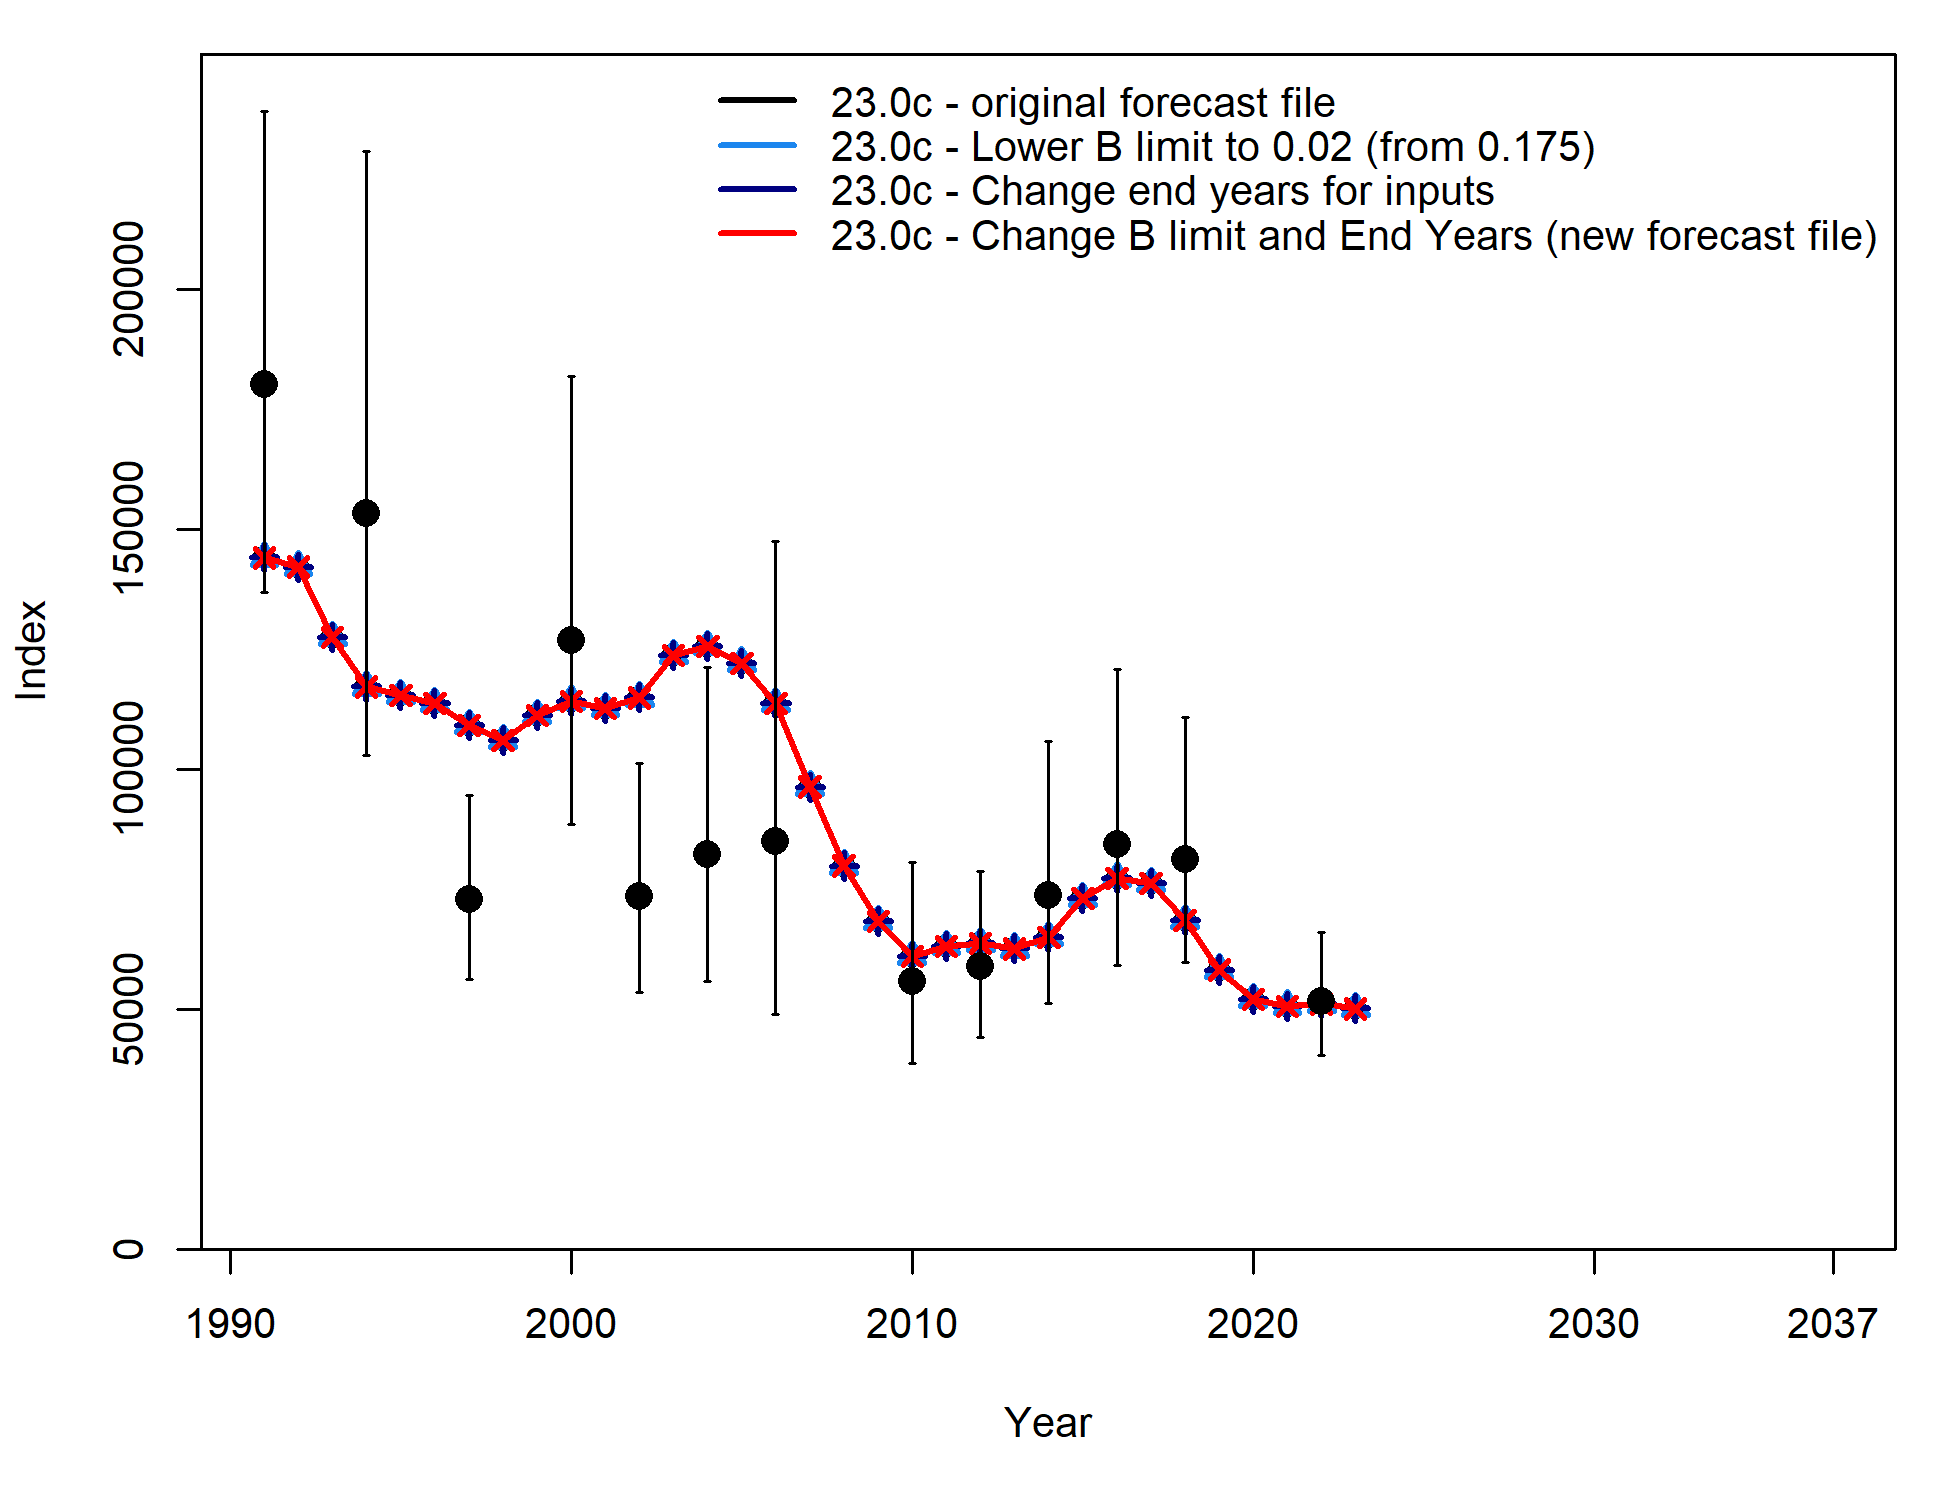 23.0c - original forecast file
23.0c - Lower B limit to 0.02 (from 0.175)
23.0c - Change end years for inputs
23.0c - Change B limit and End Years (new forecast file)
200000
150000
100000
50000
0
Index
1990 2000 2010 2020 2030 2037
Year